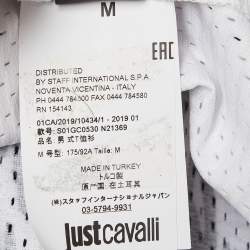 M
EAC
DISTRIBUTED
BY STAFF INTERNATIONAL S.P.A
NOVENTA VICENTINA - ITALY
PH 0444 784300 FAX 0444 784580
RN 154143
01CA/2019/10434/1 - 2019 01
款号: S01GC0530 N21369
品名: 男式T恤衫
M 号型: 175/92A Taille: M
MADE IN TURKEY
トルコ製
原产国: 在土耳其
(株)スタッフインターナショナルジャパン
03-5794-9931
just cavalli